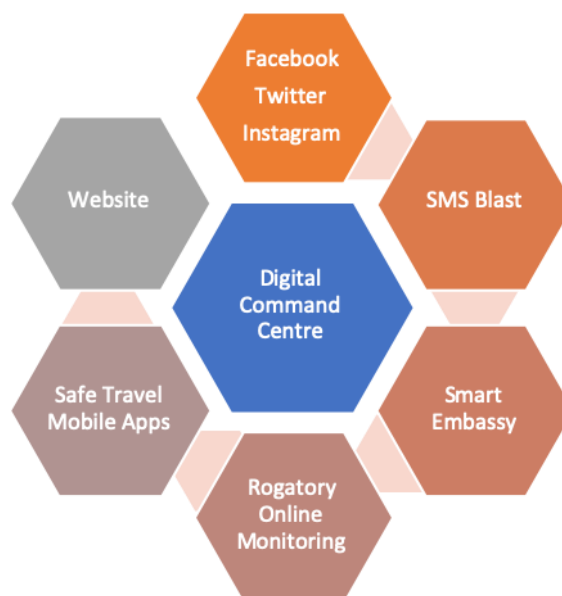 Facebook
Twitter
Instagram
SMS Blast
Website
Digital
Command
Centre
Smart
Embassy
Safe Travel
Mobile Apps
Rogatory
Online
Monitoring